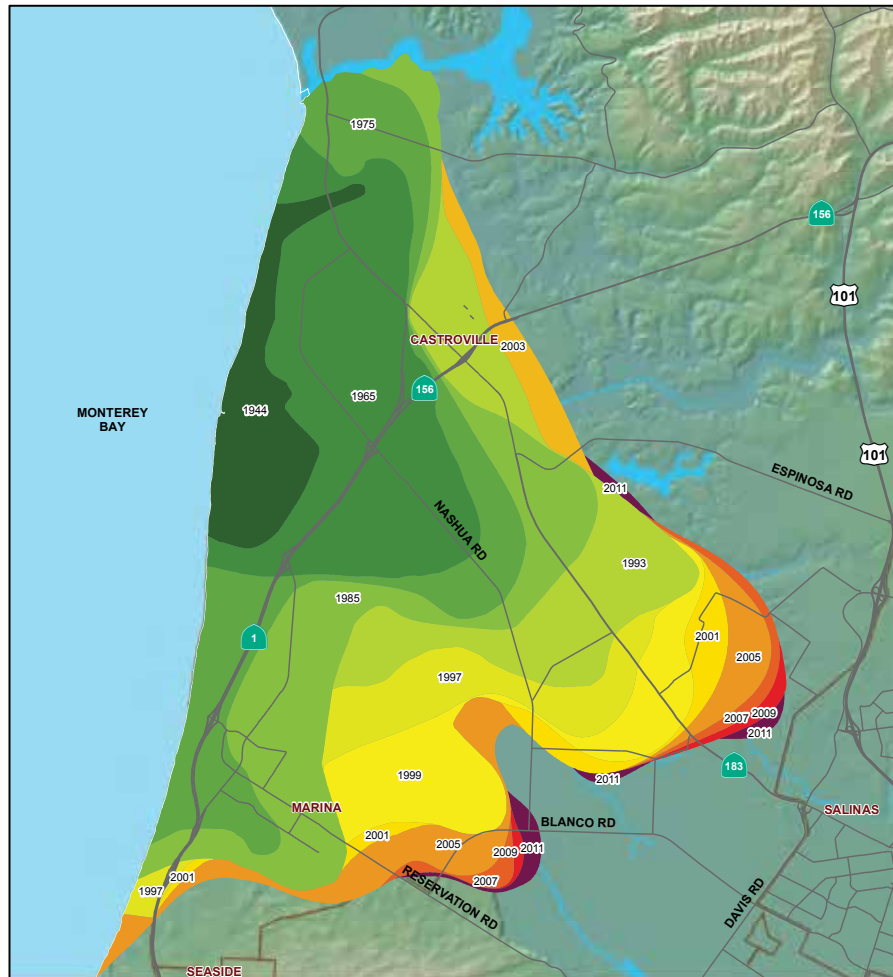 1975
156
101
CASTROVILLE
2003
156
1965
1944
MONTEREY
BAY
101
ESPINOSA RD
2011
NASHUA RD
1993
1985
1
2001
2005
1997
2009
2007
2011
183
1999
2011
MARINA
SALINAS
BLANCO RD
2001
2005
2009
2011
2007
RESERVATION RD
DAVIS RD
2001
1997
SEASIDE